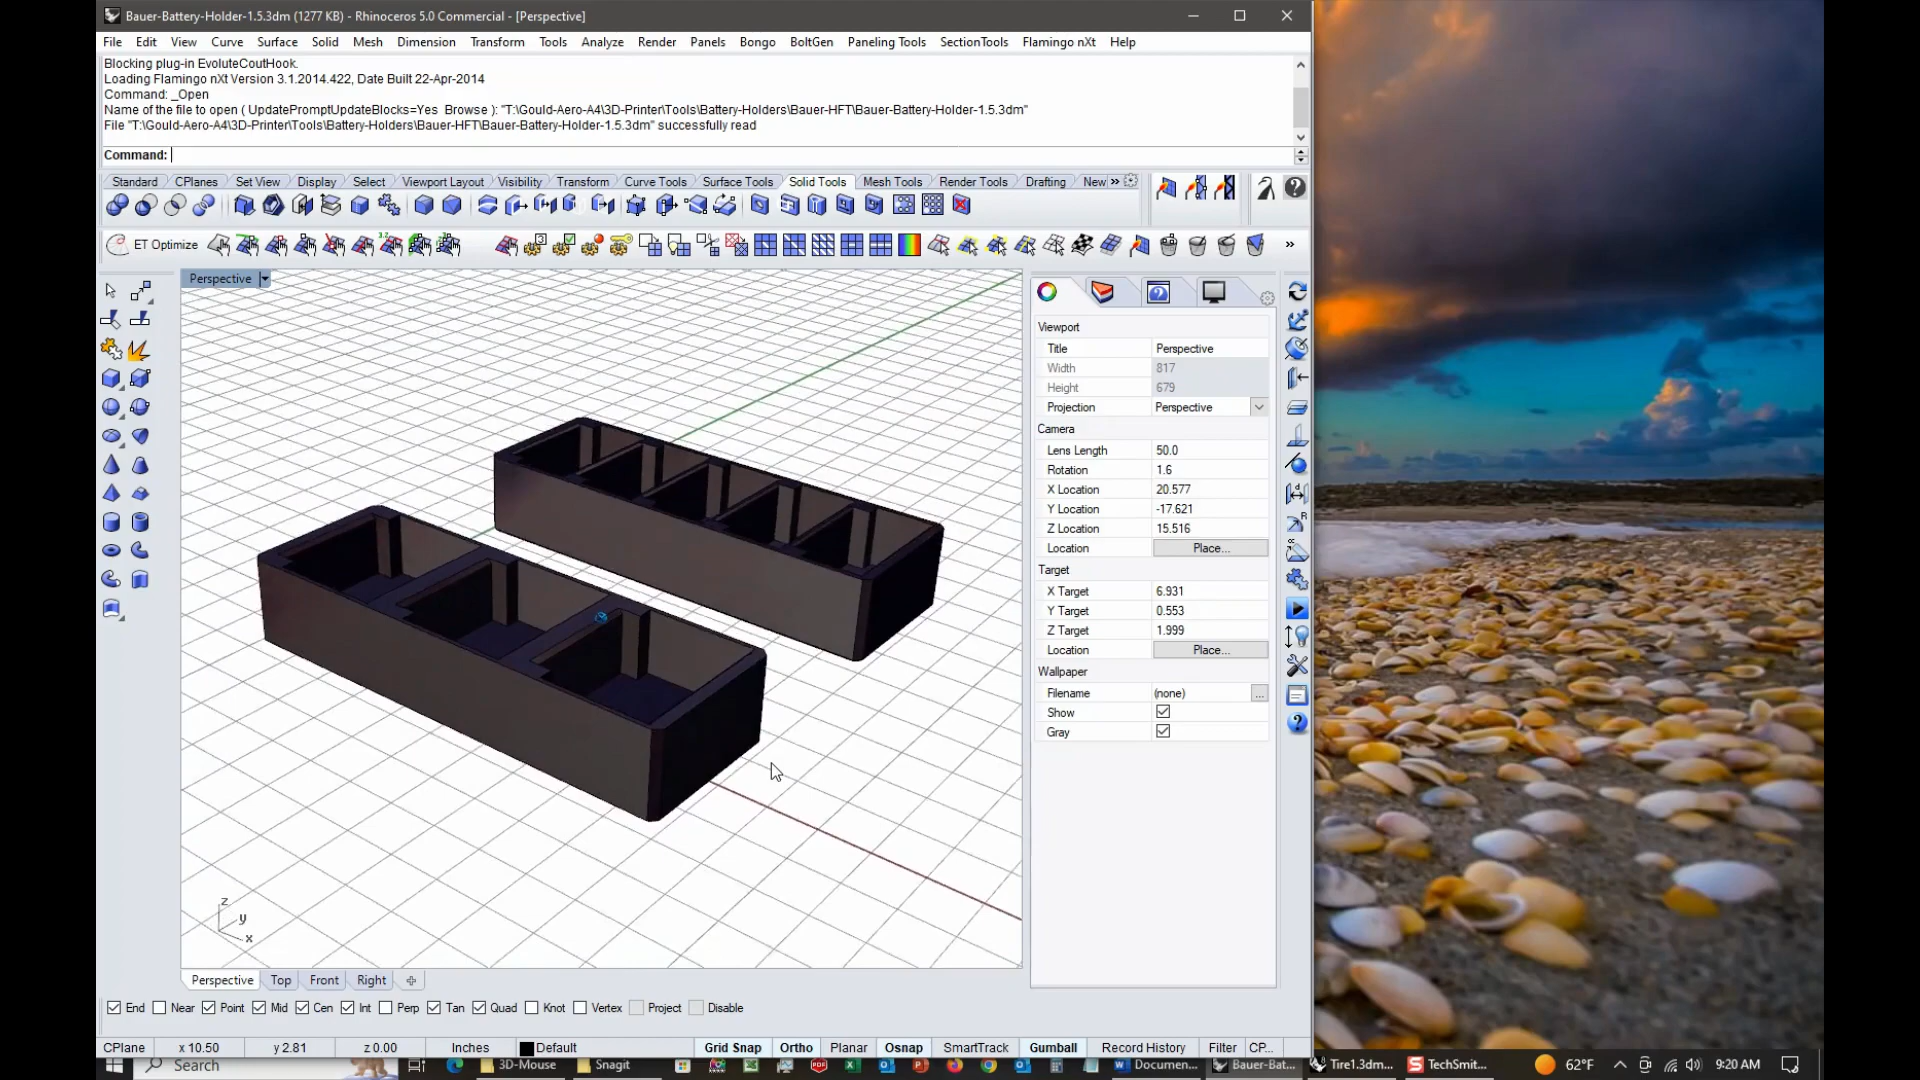 Bauer-Battery-Holder-1.5.3dm (1277 KB) - Rhinoceros 5.0 Commercial - [Perspective]
File Edit View Curve Surface Solid Mesh Dimension Transform Tools Analyze Render Panels Bongo BoltGen Paneling Tools SectionTools Flamingo nXt Help
Blocking plug-in EvoluteCoutHook.
Loading Flamingo nXt Version 3.1.2014.422, Date Built 22-Apr-2014
Command: _Open
Name of the file to open ( UpdatePromptUpdateBlocks=Yes Browse ): "T:\Gould-Aero-A4\3D-Printer\Tools\Battery-Holders\Bauer-HFT\Bauer-Battery-Holder-1.5.3dm"
File "T:\Gould-Aero-A4\3D-Printer\Tools\Battery-Holders\Bauer-HFT\Bauer-Battery-Holder-1.5.3dm" successfully read
Command:
Standard CPlanes Set View Display Select Viewport Layout Visibility Transform Curve Tools Surface Tools Solid Tools Mesh Tools Render Tools Drafting New »
ET Optimize »
Perspective
Viewport
Title Perspective
Width 817
Height 679
Projection Perspective
Camera
Lens Length 50.0
Rotation 1.6
X Location 20.577
Y Location -17.621
Z Location 15.516
Location Place...
Target
X Target 6.931
Y Target 0.553
Z Target 1.999
Location Place...
Wallpaper
Filename (none) ...
Show
Gray
z
y
x
Perspective Top Front Right
End Near Point Mid Cen Int Perp Tan Quad Knot Vertex Project Disable
CPlane x 10.50 y 2.81 z 0.00 Inches Default Grid Snap Ortho Planar Osnap SmartTrack Gumball Record History Filter CP...
Search 3D-Mouse Snagit Documen... Bauer-Bat... Tire1.3dm... TechSmit... 62°F 9:20 AM